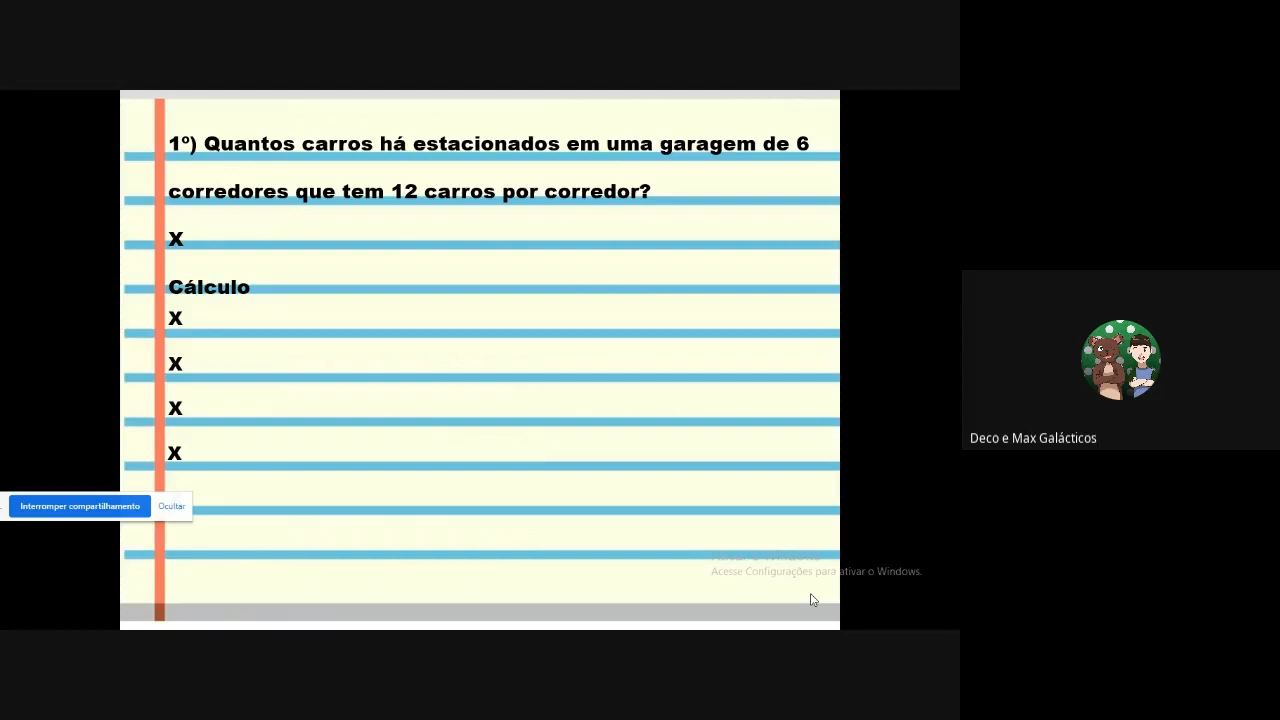 1º) Quantos carros há estacionados em uma garagem de 6
corredores que tem 12 carros por corredor?
X
Cálculo
X
X
X
X
Interromper compartilhamento
Ocultar
Acesse Configurações para ativar o Windows.
Deco e Max Galácticos